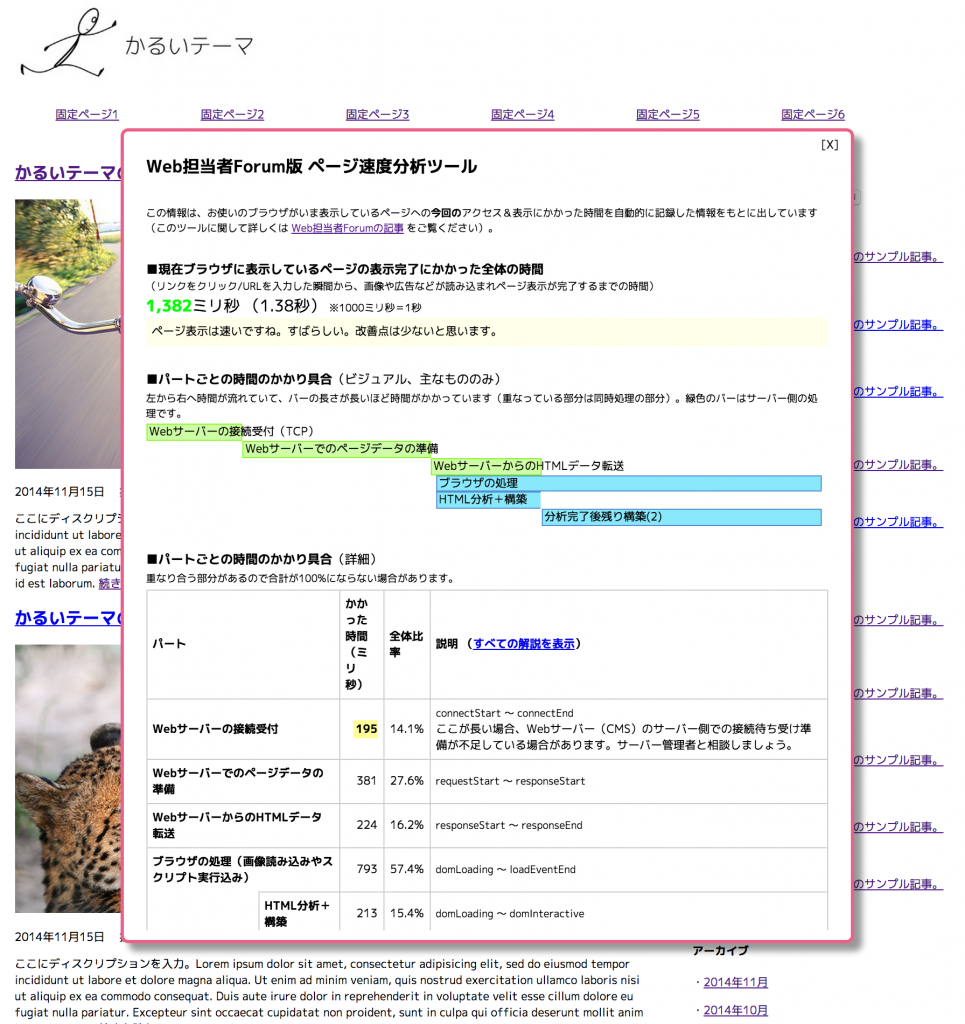 かるいテーマ
固定ページ1 固定ページ2 固定ページ3 固定ページ4 固定ページ5 固定ページ6
かるいテーマの
[X]
Web担当者Forum版 ページ速度分析ツール
この情報は、お使いのブラウザがいま表示しているページへの今回のアクセス＆表示にかかった時間を自動的に記録した情報をもとに出しています
（このツールに関して詳しくは Web担当者Forumの記事 をご覧ください）。
■現在ブラウザに表示しているページの表示完了にかかった全体の時間
（リンクをクリック/URLを入力した瞬間から、画像や広告などが読み込まれページ表示が完了するまでの時間）
1,382ミリ秒 （1.38秒） ※1000ミリ秒＝1秒
ページ表示は速いですね。すばらしい。改善点は少ないと思います。
■パートごとの時間のかかり具合（ビジュアル、主なもののみ）
左から右へ時間が流れていて、バーの長さが長いほど時間がかかっています（重なっている部分は同時処理の部分）。緑色のバーはサーバー側の処
理です。
Webサーバーの接続受付（TCP）
Webサーバーでのページデータの準備
WebサーバーからのHTMLデータ転送
ブラウザの処理
HTML分析＋構築
分析完了後残り構築(2)
■パートごとの時間のかかり具合（詳細）
重なり合う部分があるので合計が100%にならない場合があります。
パート
かか
った
時間
（ミ
リ
秒）
全体比
率
説明 （すべての解説を表示）
Webサーバーの接続受付 195 14.1%
connectStart ～ connectEnd
ここが長い場合、Webサーバー（CMS）のサーバー側での接続待ち受け準
備が不足している場合があります。サーバー管理者と相談しましょう。
Webサーバーでのページデータの
準備
381 27.6% requestStart ～ responseStart
WebサーバーからのHTMLデータ
転送
224 16.2% responseStart ～ responseEnd
ブラウザの処理（画像読み込みやス
クリプト実行込み）
793 57.4% domLoading ～ loadEventEnd
HTML分析＋
構築
213 15.4% domLoading ～ domInteractive
2014年11月15日
ここにディスクリプ
incididunt ut labore
ut aliquip ex ea com
fugiat nulla pariatu
id est laborum. 続き
かるいテーマの
2014年11月15日
ここにディスクリプションを入力。Lorem ipsum dolor sit amet, consectetur adipisicing elit, sed do eiusmod tempor
incididunt ut labore et dolore magna aliqua. Ut enim ad minim veniam, quis nostrud exercitation ullamco laboris nisi
ut aliquip ex ea commodo consequat. Duis aute irure dolor in reprehenderit in voluptate velit esse cillum dolore eu
fugiat nulla pariatur. Excepteur sint occaecat cupidatat non proident, sunt in culpa qui officia deserunt mollit anim
のサンプル記事。
のサンプル記事。
のサンプル記事。
のサンプル記事。
のサンプル記事。
のサンプル記事。
のサンプル記事。
のサンプル記事。
のサンプル記事。
のサンプル記事。
アーカイブ
・2014年11月
・2014年10月